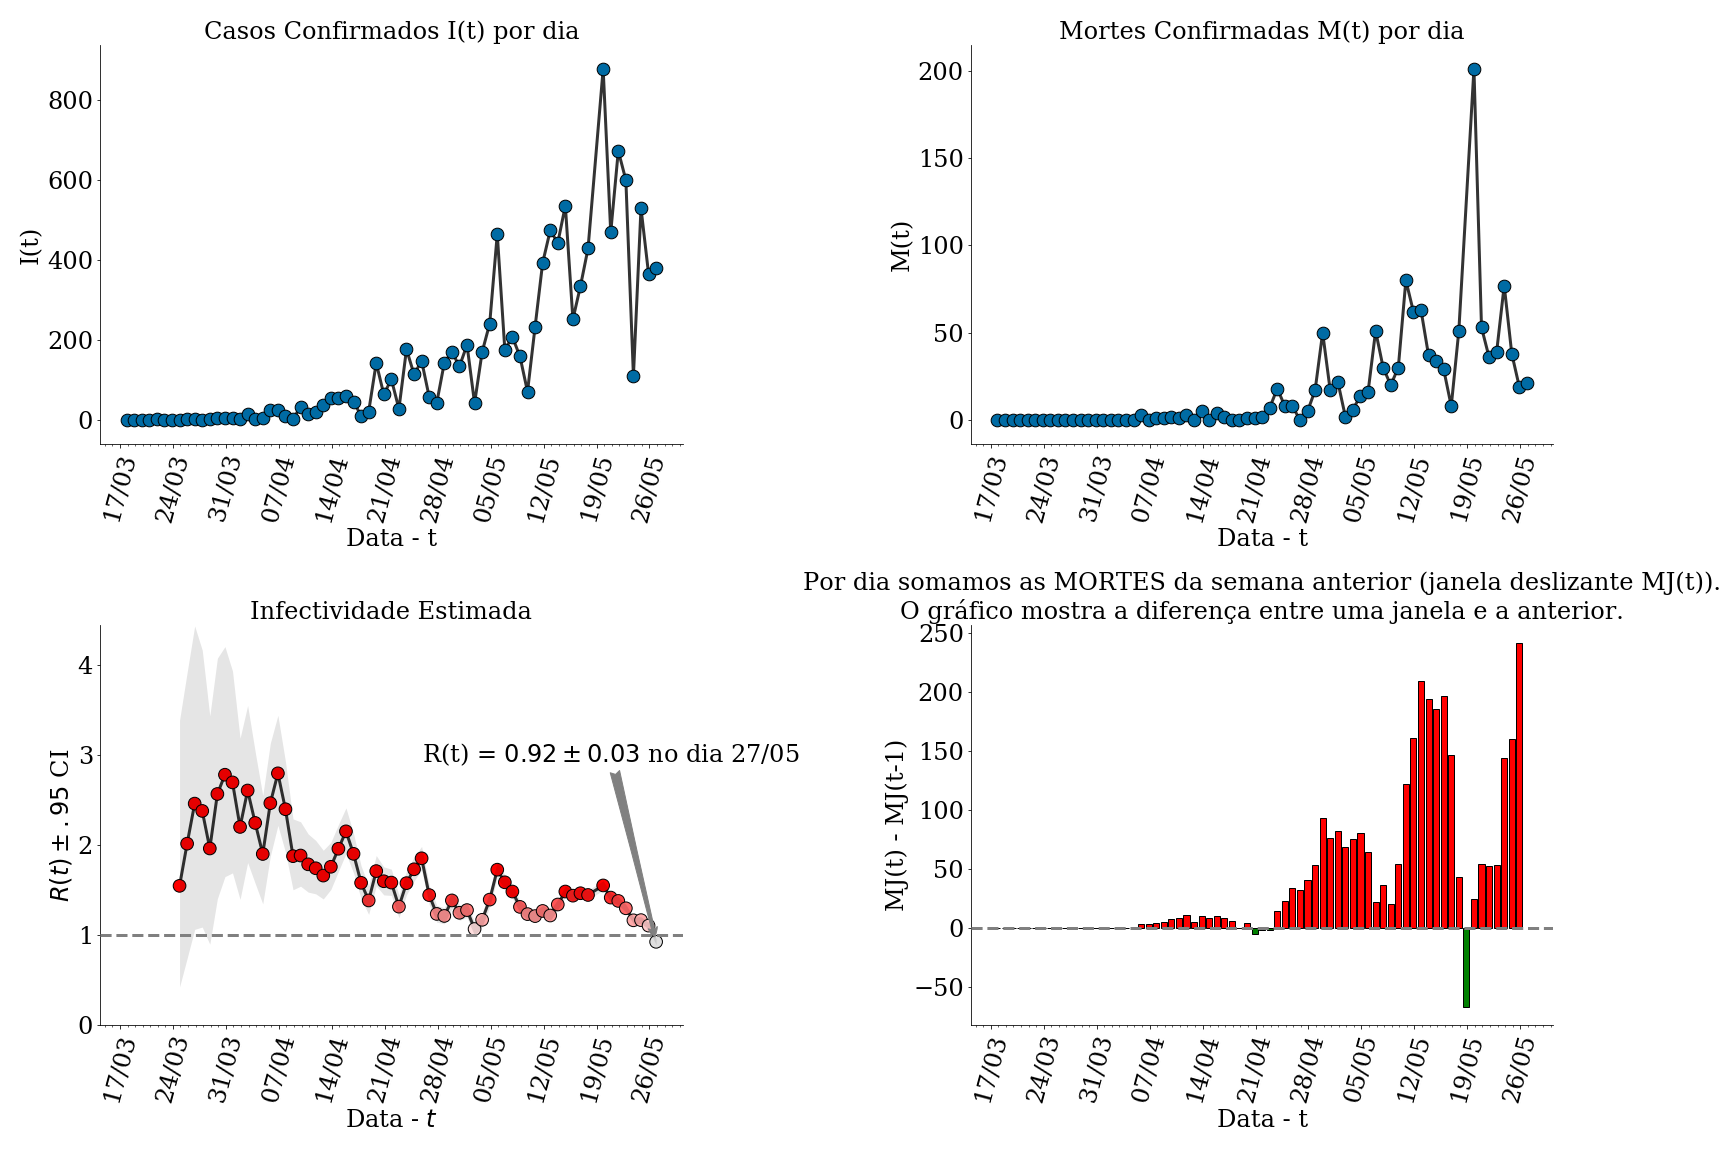 Casos Confirmados I(t) por dia
I(t)
800
600
400
200
0
17/03 24/03 31/03 07/04 14/04 21/04 28/04 05/05 12/05 19/05 26/05
Data - t
Mortes Confirmadas M(t) por dia
M(t)
200
150
100
50
0
17/03 24/03 31/03 07/04 14/04 21/04 28/04 05/05 12/05 19/05 26/05
Data - t
Infectividade Estimada
R(t) ± .95 CI
4
3
2
1
0
R(t) = 0.92 ± 0.03 no dia 27/05
17/03 24/03 31/03 07/04 14/04 21/04 28/04 05/05 12/05 19/05 26/05
Data - t
Por dia somamos as MORTES da semana anterior (janela deslizante MJ(t)).
O gráfico mostra a diferença entre uma janela e a anterior.
MJ(t) - MJ(t-1)
250
200
150
100
50
0
−50
17/03 24/03 31/03 07/04 14/04 21/04 28/04 05/05 12/05 19/05 26/05
Data - t